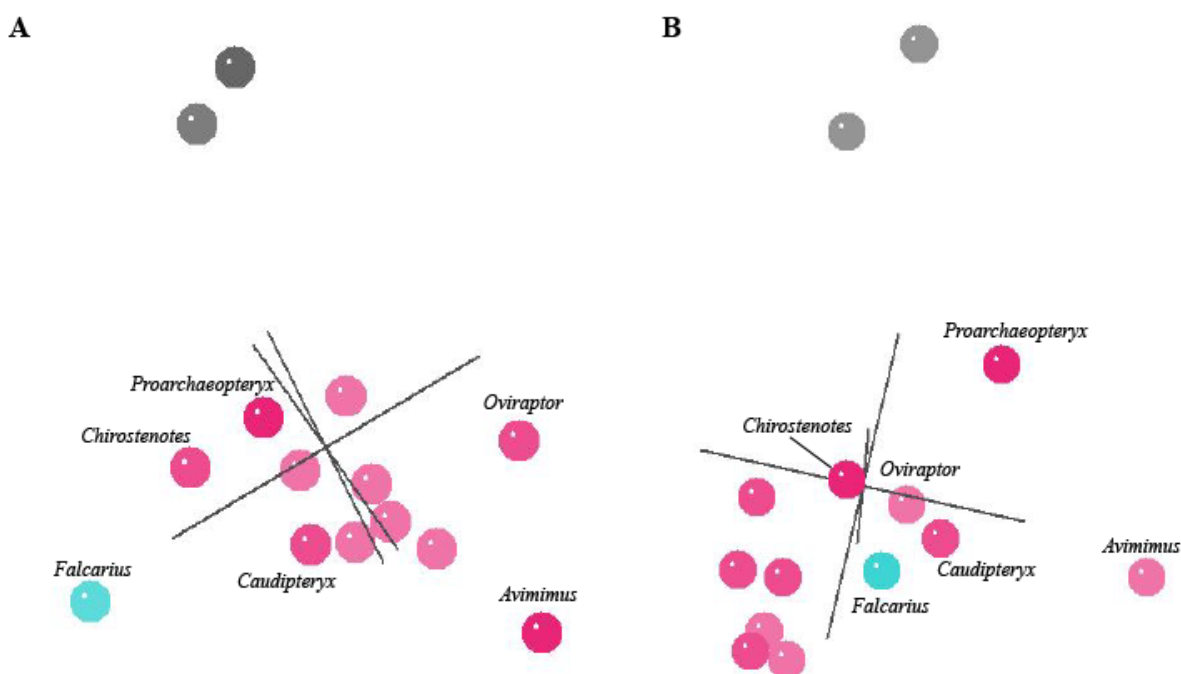 A
B
Proarchaeopteryx
Chirostenotes
Oviraptor
Falcarius
Caudipteryx
Avimimus
Proarchaeopteryx
Chirostenotes
Oviraptor
Caudipteryx
Avimimus
Falcarius